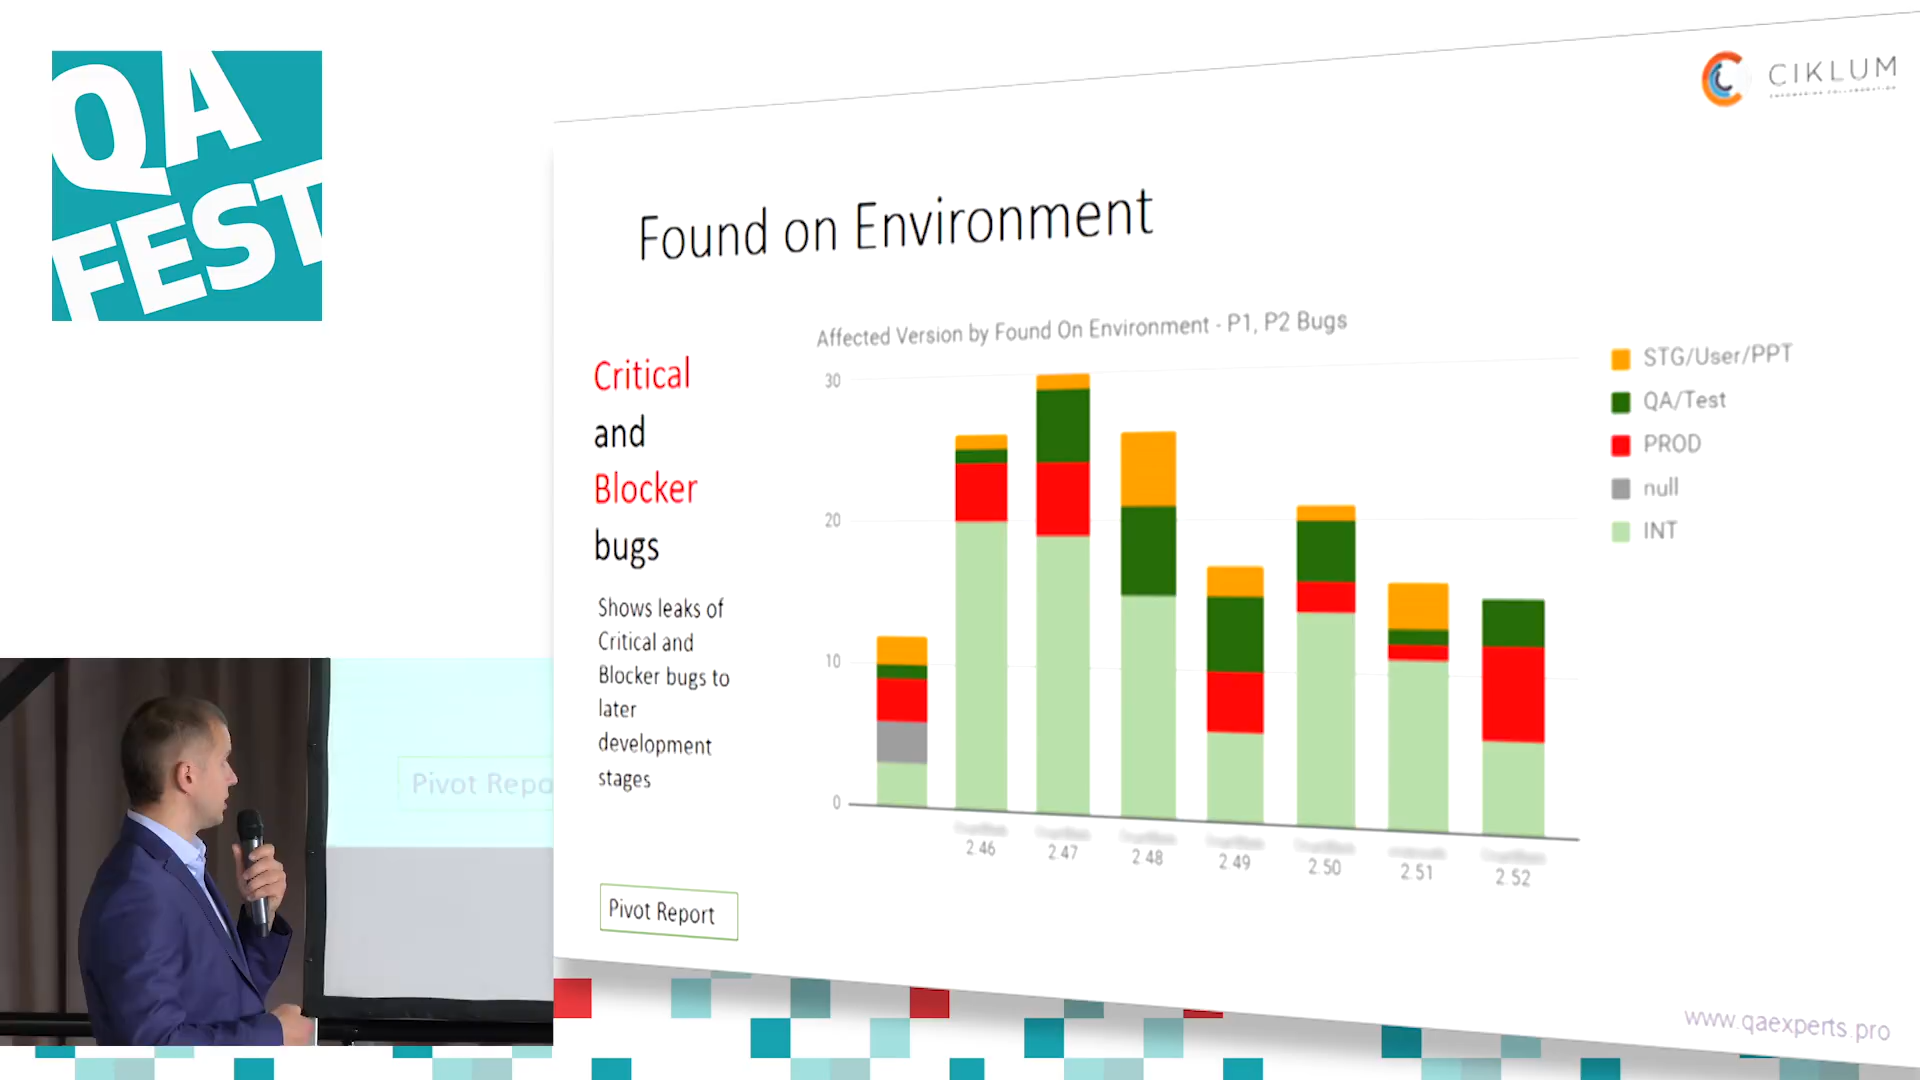 QA
FEST
CIKLUM
Found on Environment
Critical
and
Blocker
bugs
Shows leaks of
Critical and
Blocker bugs to
later
development
stages
Pivot Report
Affected Version by Found On Environment - P1, P2 Bugs
30
20
10
0
2.46
2.47
2.48
2.49
2.50
2.51
2.52
STG/User/PPT
QA/Test
PROD
null
INT
Pivot Repo
www.qaexperts.pro